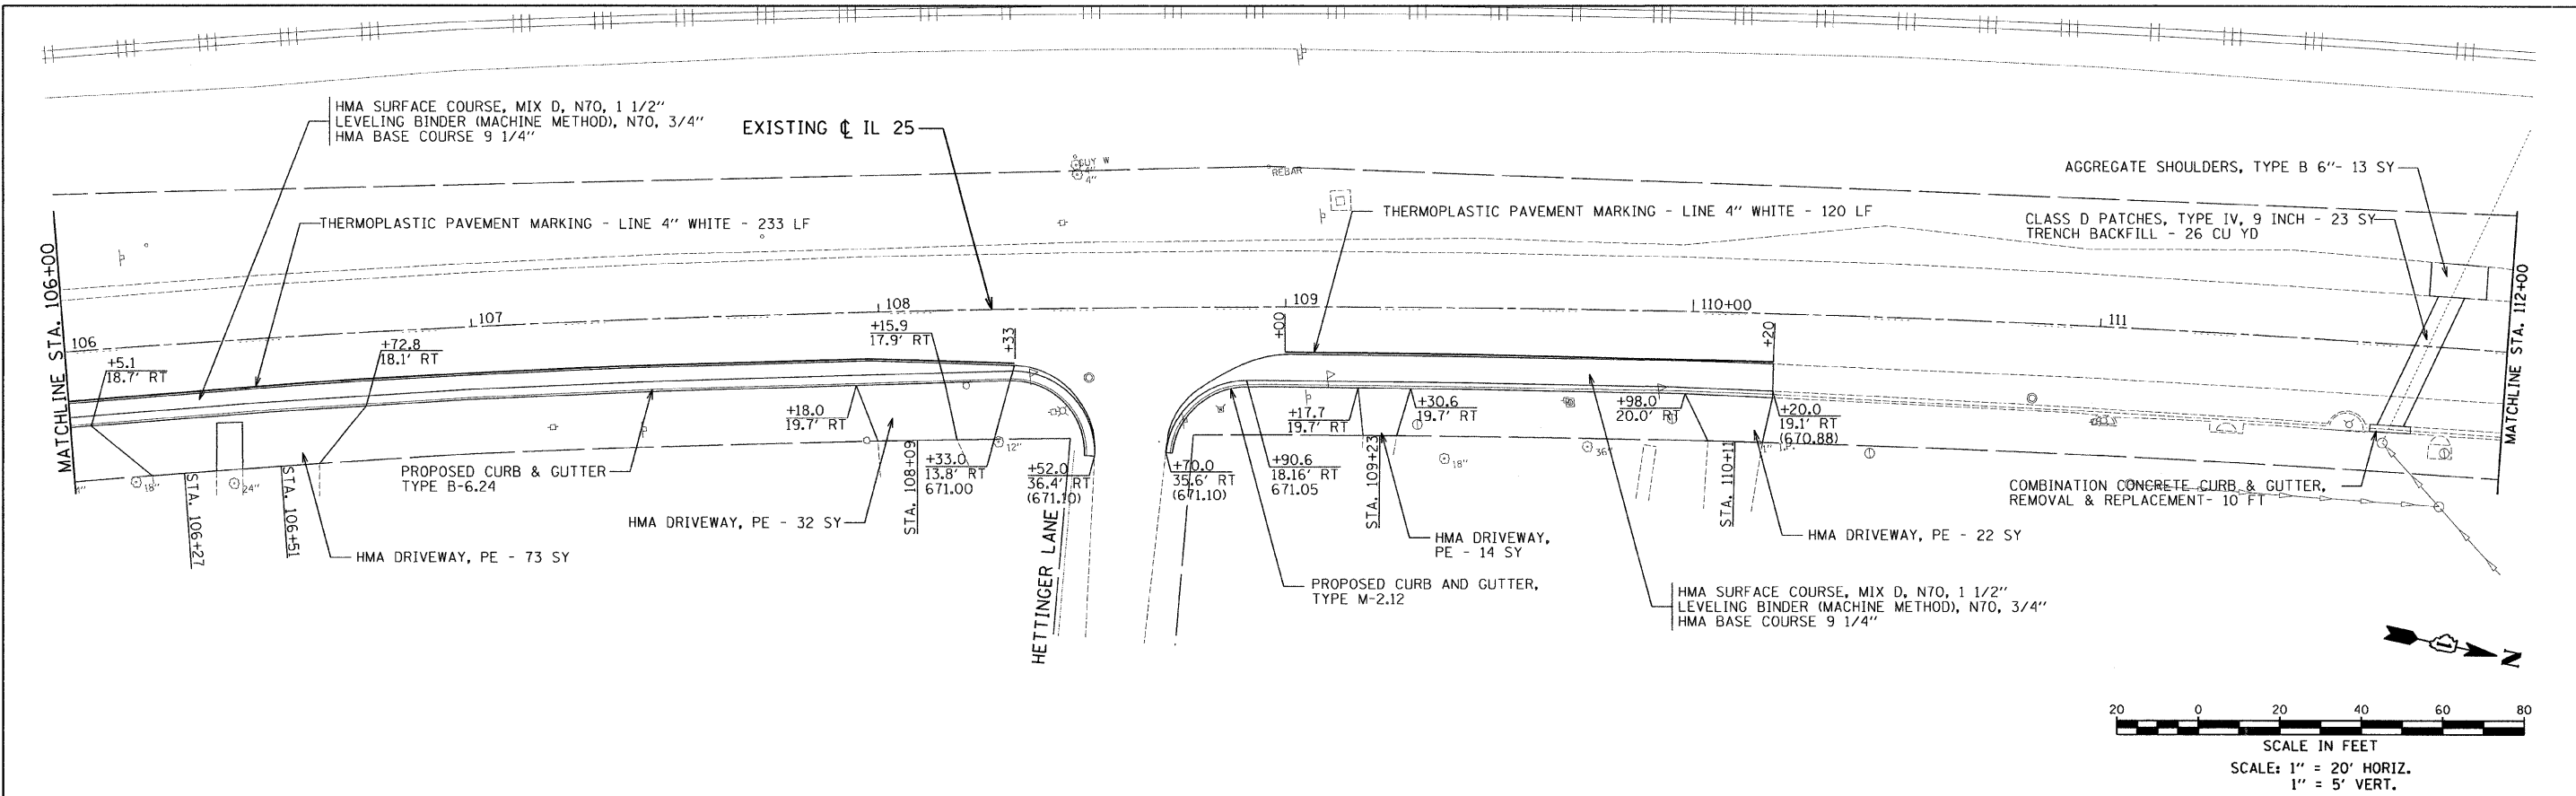 HMA SURFACE COURSE, MIX D, N70, 1 1/2"
LEVELING BINDER (MACHINE METHOD), N70, 3/4"
HMA BASE COURSE 9 1/4"
EXISTING ℄ IL 25
GUY W
4"
REBAR
AGGREGATE SHOULDERS, TYPE B 6"- 13 SY
THERMOPLASTIC PAVEMENT MARKING - LINE 4" WHITE - 233 LF
THERMOPLASTIC PAVEMENT MARKING - LINE 4" WHITE - 120 LF
CLASS D PATCHES, TYPE IV, 9 INCH - 23 SY
TRENCH BACKFILL - 26 CU YD
MATCHLINE STA. 106+00
MATCHLINE STA. 112+00
106
107
108
109
110+00
111
+5.1
18.7' RT
+72.8
18.1' RT
+15.9
17.9' RT
+33
+00
+20
+18.0
19.7' RT
+33.0
13.8' RT
671.00
+52.0
36.4' RT
(671.10)
+70.0
35.6' RT
(671.10)
+90.6
18.16' RT
671.05
+17.7
19.7' RT
+30.6
19.7' RT
+98.0
20.0' RT
+20.0
19.1' RT
(670.88)
18"
24"
12"
18"
36"
1" I.P.
STA. 106+27
STA. 106+51
STA. 108+09
STA. 109+23
STA. 110+11
PROPOSED CURB & GUTTER
TYPE B-6.24
HMA DRIVEWAY, PE - 32 SY
HMA DRIVEWAY, PE - 73 SY
HETTINGER LANE
HMA DRIVEWAY,
PE - 14 SY
PROPOSED CURB AND GUTTER,
TYPE M-2.12
HMA DRIVEWAY, PE - 22 SY
COMBINATION CONCRETE CURB & GUTTER,
REMOVAL & REPLACEMENT- 10 FT
HMA SURFACE COURSE, MIX D, N70, 1 1/2"
LEVELING BINDER (MACHINE METHOD), N70, 3/4"
HMA BASE COURSE 9 1/4"
N
20 0 20 40 60 80
SCALE IN FEET
SCALE: 1" = 20' HORIZ.
1" = 5' VERT.